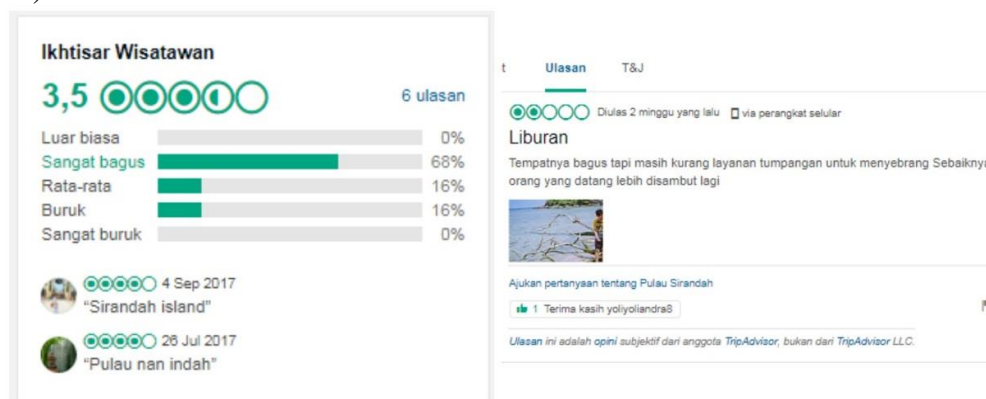 Ikhtisar Wisatawan
3,5
6 ulasan
Luar biasa 0%
Sangat bagus 68%
Rata-rata 16%
Buruk 16%
Sangat buruk 0%
4 Sep 2017
“Sirandah island”
26 Jul 2017
“Pulau nan indah”
t Ulasan T&J
Diulas 2 minggu yang lalu via perangkat selular
Liburan
Tempatnya bagus tapi masih kurang layanan tumpangan untuk menyebrang Sebaiknya
orang yang datang lebih disambut lagi
Ajukan pertanyaan tentang Pulau Sirandah
1 Terima kasih yoliyoliandra8
Ulasan ini adalah opini subjektif dari anggota TripAdvisor, bukan dari TripAdvisor LLC.